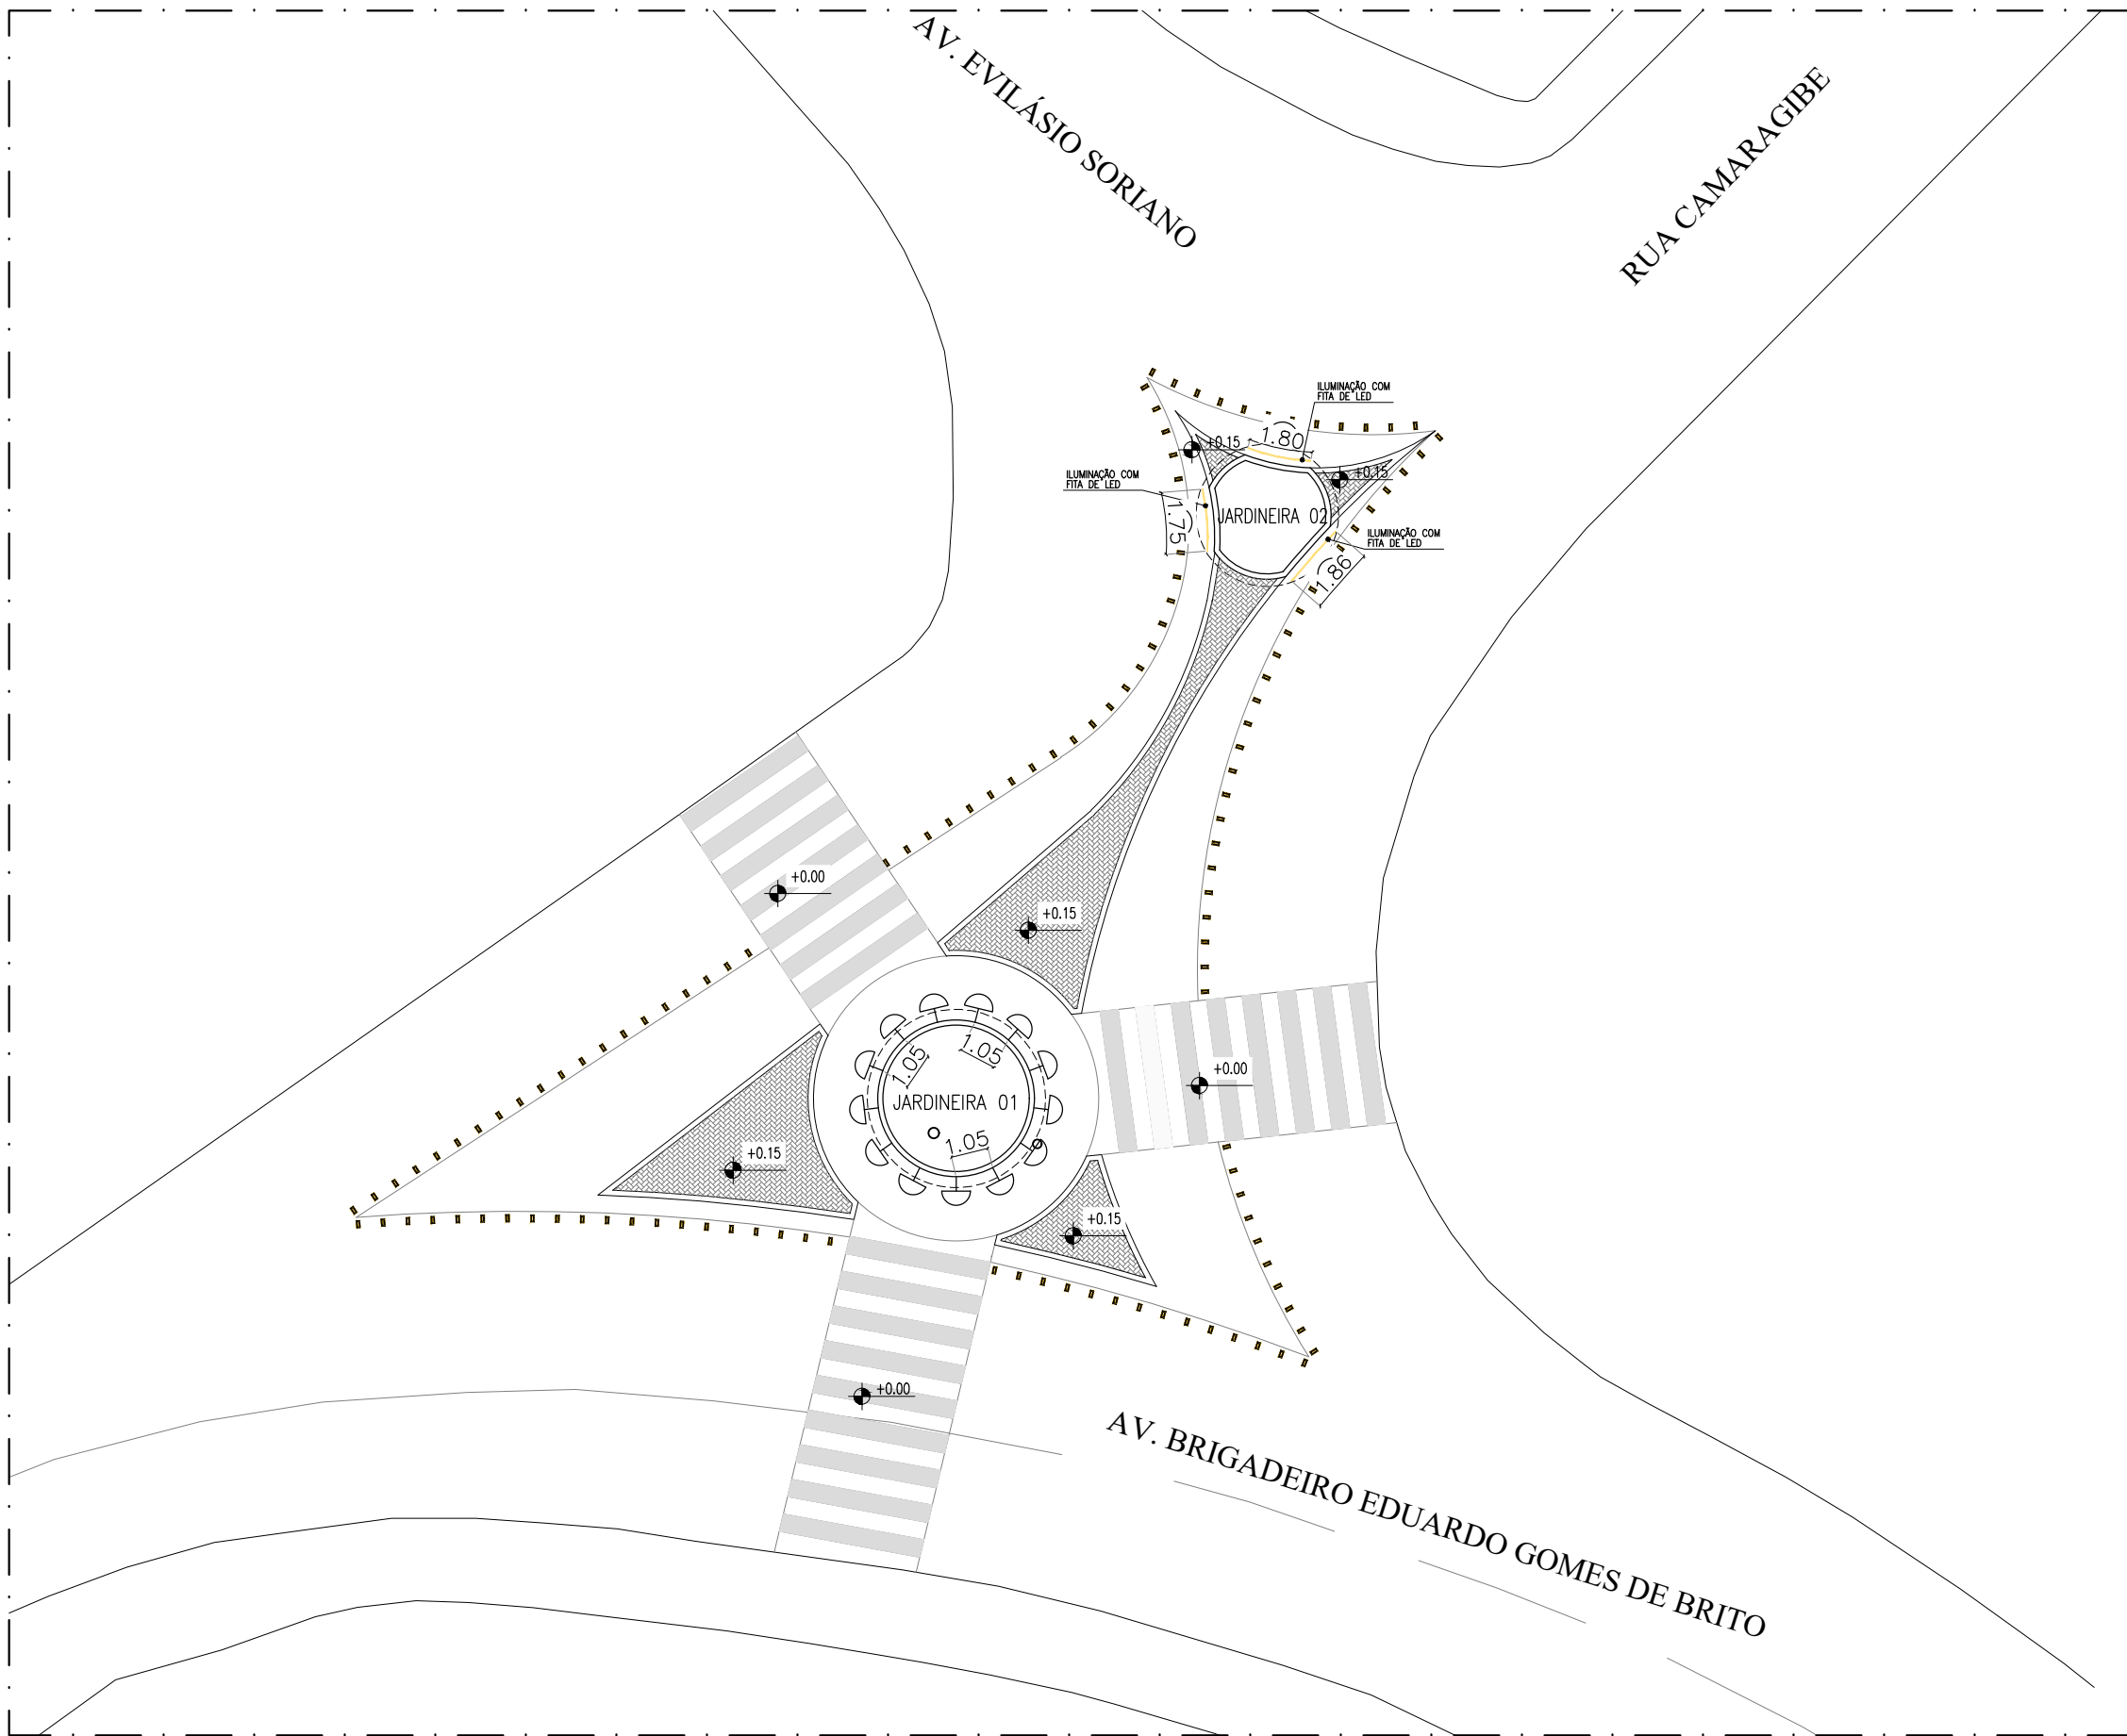 AV. EVILÁSIO SORIANO
RUA CAMARAGIBE
ILUMINAÇÃO COM
FITA DE LED
1.80
+0.15
+0.15
ILUMINAÇÃO COM
FITA DE LED
1.75
JARDINEIRA 02
ILUMINAÇÃO COM
FITA DE LED
1.86
+0.00
+0.15
1.05
1.05
+0.00
JARDINEIRA 01
1.05
+0.15
+0.15
+0.00
AV. BRIGADEIRO EDUARDO GOMES DE BRITO